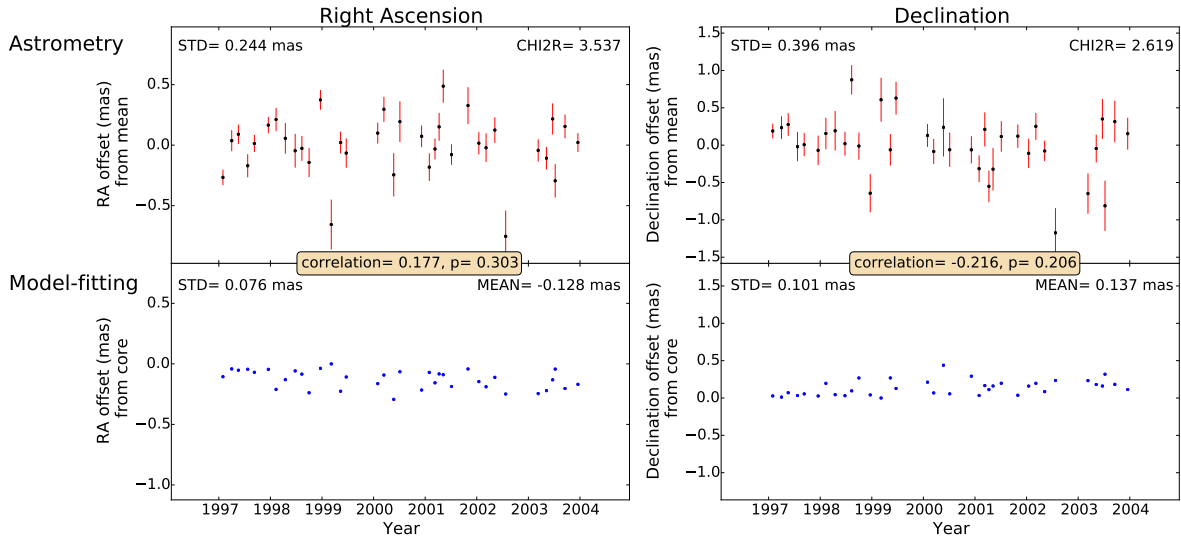 Right Ascension
Declination
Astrometry
STD= 0.244 mas
CHI2R= 3.537
0.5
0.0
−0.5
RA offset (mas)
from mean
STD= 0.396 mas
CHI2R= 2.619
1.5
1.0
0.5
0.0
−0.5
−1.0
−1.5
Declination offset (mas)
from mean
correlation= 0.177, p= 0.303
correlation= -0.216, p= 0.206
Model-fitting
STD= 0.076 mas
MEAN= -0.128 mas
0.5
0.0
−0.5
−1.0
RA offset (mas)
from core
1997 1998 1999 2000 2001 2002 2003 2004
Year
STD= 0.101 mas
MEAN= 0.137 mas
1.5
1.0
0.5
0.0
−0.5
−1.0
Declination offset (mas)
from core
1997 1998 1999 2000 2001 2002 2003 2004
Year